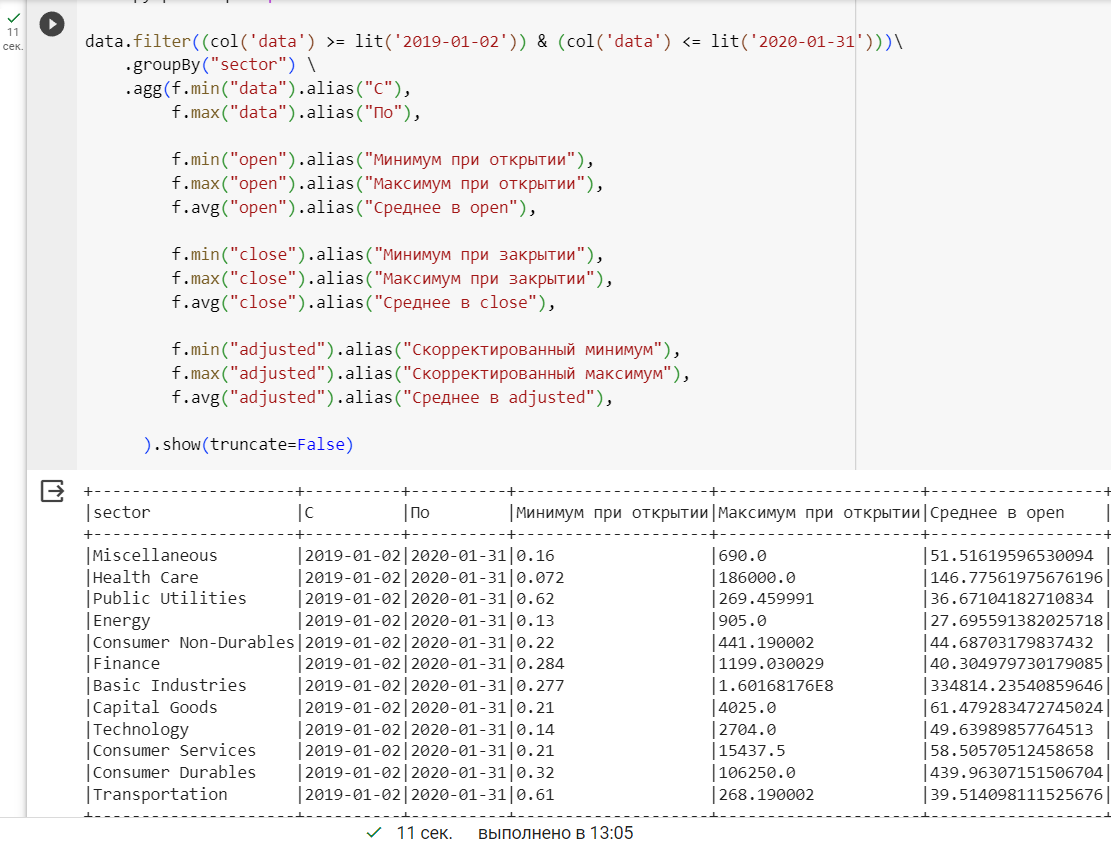 11
сек.
data.filter((col('data') >= lit('2019-01-02')) & (col('data') <= lit('2020-01-31')))\
.groupBy("sector") \
.agg(f.min("data").alias("С"),
f.max("data").alias("По"),
f.min("open").alias("Минимум при открытии"),
f.max("open").alias("Максимум при открытии"),
f.avg("open").alias("Среднее в open"),
f.min("close").alias("Минимум при закрытии"),
f.max("close").alias("Максимум при закрытии"),
f.avg("close").alias("Среднее в close"),
f.min("adjusted").alias("Скорректированный минимум"),
f.max("adjusted").alias("Скорректированный максимум"),
f.avg("adjusted").alias("Среднее в adjusted"),
).show(truncate=False)
+---------------------+----------+----------+--------------------+---------------------+------------------+
|sector |С |По |Минимум при открытии|Максимум при открытии|Среднее в open |
+---------------------+----------+----------+--------------------+---------------------+------------------+
|Miscellaneous |2019-01-02|2020-01-31|0.16 |690.0 |51.51619596530094 |
|Health Care |2019-01-02|2020-01-31|0.072 |186000.0 |146.77561975676196|
|Public Utilities |2019-01-02|2020-01-31|0.62 |269.459991 |36.67104182710834 |
|Energy |2019-01-02|2020-01-31|0.13 |905.0 |27.695591382025718|
|Consumer Non-Durables|2019-01-02|2020-01-31|0.22 |441.190002 |44.68703179837432 |
|Finance |2019-01-02|2020-01-31|0.284 |1199.030029 |40.304979730179085|
|Basic Industries |2019-01-02|2020-01-31|0.277 |1.60168176E8 |334814.23540859646|
|Capital Goods |2019-01-02|2020-01-31|0.21 |4025.0 |61.479283472745024|
|Technology |2019-01-02|2020-01-31|0.14 |2704.0 |49.63989857764513 |
|Consumer Services |2019-01-02|2020-01-31|0.21 |15437.5 |58.50570512458658 |
|Consumer Durables |2019-01-02|2020-01-31|0.32 |106250.0 |439.96307151506704|
|Transportation |2019-01-02|2020-01-31|0.61 |268.190002 |39.514098111525676|
+---------------------+----------+----------+--------------------+---------------------+------------------+
11 сек. выполнено в 13:05